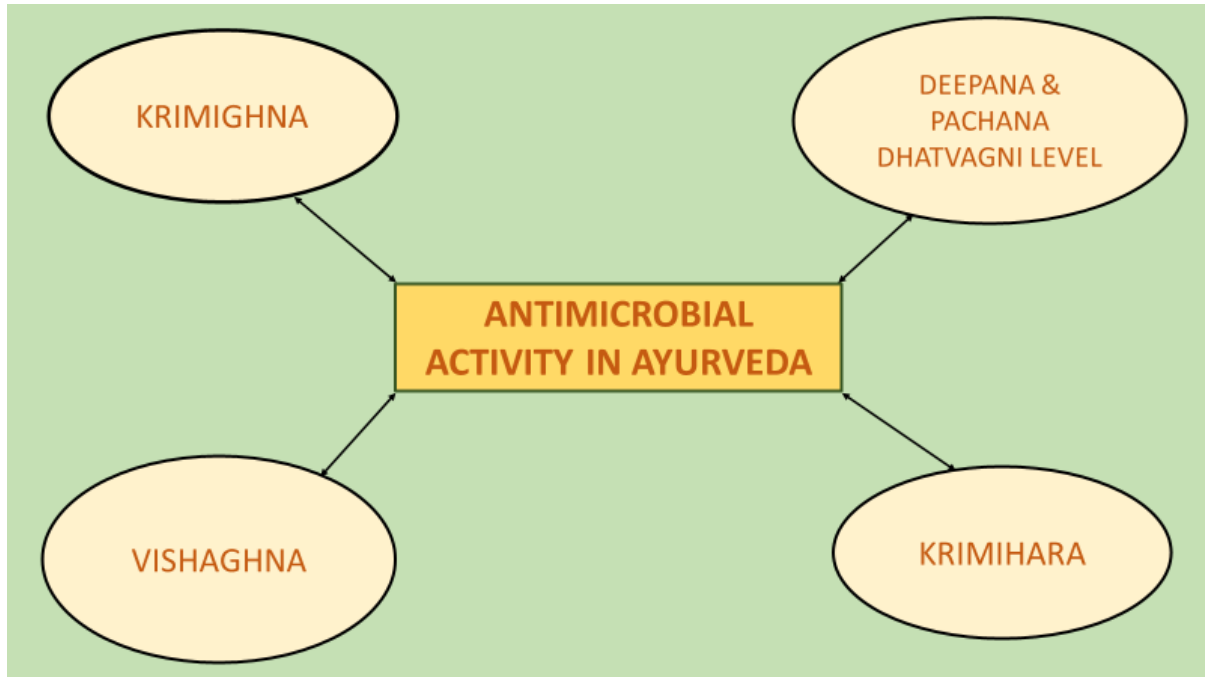 KRIMIGHNA
DEEPANA &
PACHANA
DHATVAGNI LEVEL
ANTIMICROBIAL
ACTIVITY IN AYURVEDA
VISHAGHNA
KRIMIHARA